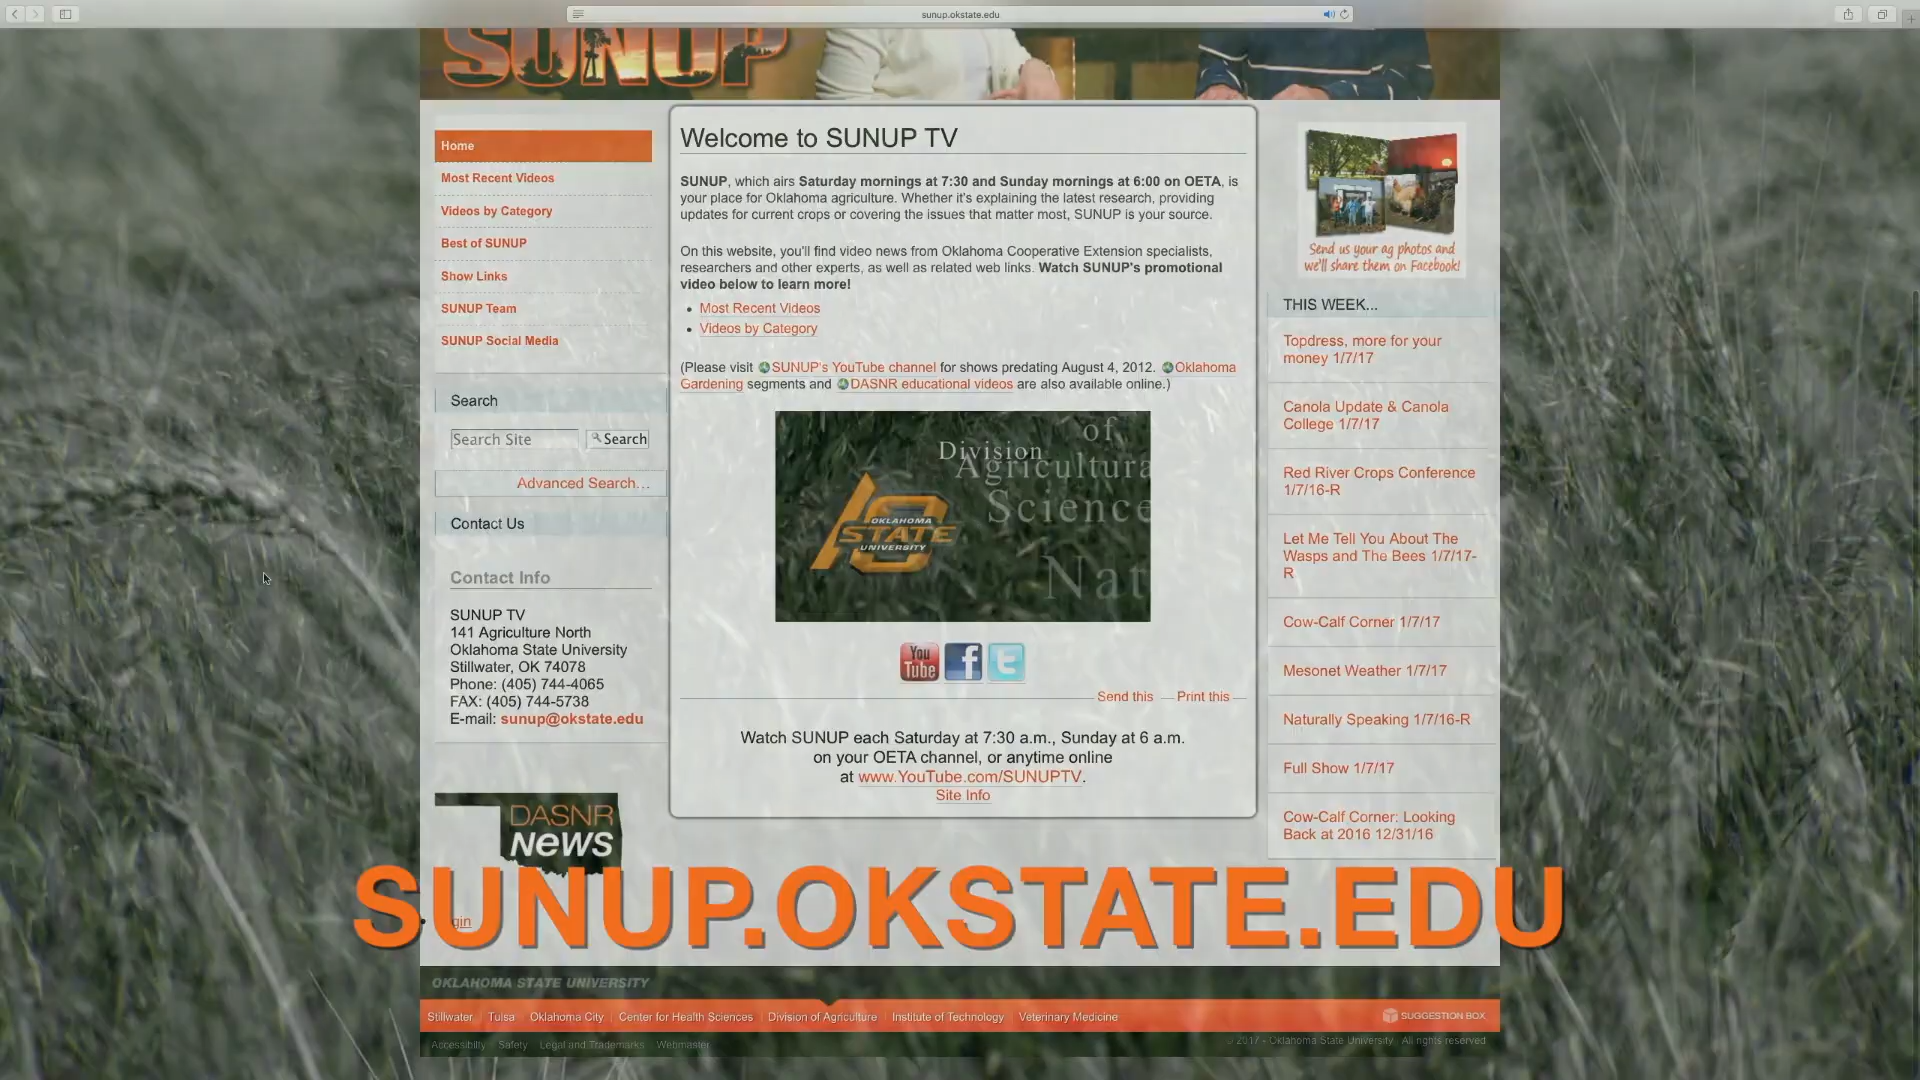 sunup.okstate.edu
SUNUP
Home
Most Recent Videos
Videos by Category
Best of SUNUP
Show Links
SUNUP Team
SUNUP Social Media
Search
Search Site
Search
Advanced Search...
Contact Us
Contact Info
SUNUP TV
141 Agriculture North
Oklahoma State University
Stillwater, OK 74078
Phone: (405) 744-4065
FAX: (405) 744-5738
E-mail: sunup@okstate.edu
DASNR
NEWS
Welcome to SUNUP TV
SUNUP, which airs Saturday mornings at 7:30 and Sunday mornings at 6:00 on OETA, is
your place for Oklahoma agriculture. Whether it's explaining the latest research, providing
updates for current crops or covering the issues that matter most, SUNUP is your source.
On this website, you'll find video news from Oklahoma Cooperative Extension specialists,
researchers and other experts, as well as related web links. Watch SUNUP's promotional
video below to learn more!
• Most Recent Videos
• Videos by Category
(Please visit SUNUP's YouTube channel for shows predating August 4, 2012. Oklahoma
Gardening segments and DASNR educational videos are also available online.)
of
Division
Agricultura
Science
Nat
OKLAHOMA
STATE
UNIVERSITY
You
Tube
Send this
Print this
Watch SUNUP each Saturday at 7:30 a.m., Sunday at 6 a.m.
on your OETA channel, or anytime online
at www.YouTube.com/SUNUPTV.
Site Info
Send us your ag photos and
we'll share them on Facebook!
THIS WEEK...
Topdress, more for your
money 1/7/17
Canola Update & Canola
College 1/7/17
Red River Crops Conference
1/7/16-R
Let Me Tell You About The
Wasps and The Bees 1/7/17-
R
Cow-Calf Corner 1/7/17
Mesonet Weather 1/7/17
Naturally Speaking 1/7/16-R
Full Show 1/7/17
Cow-Calf Corner: Looking
Back at 2016 12/31/16
SUNUP.OKSTATE.EDU
OKLAHOMA STATE UNIVERSITY
Stillwater Tulsa Oklahoma City Center for Health Sciences Division of Agriculture Institute of Technology Veterinary Medicine
SUGGESTION BOX
Accessibility Safety Legal and Trademarks Webmaster
© 2017 - Oklahoma State University All rights reserved